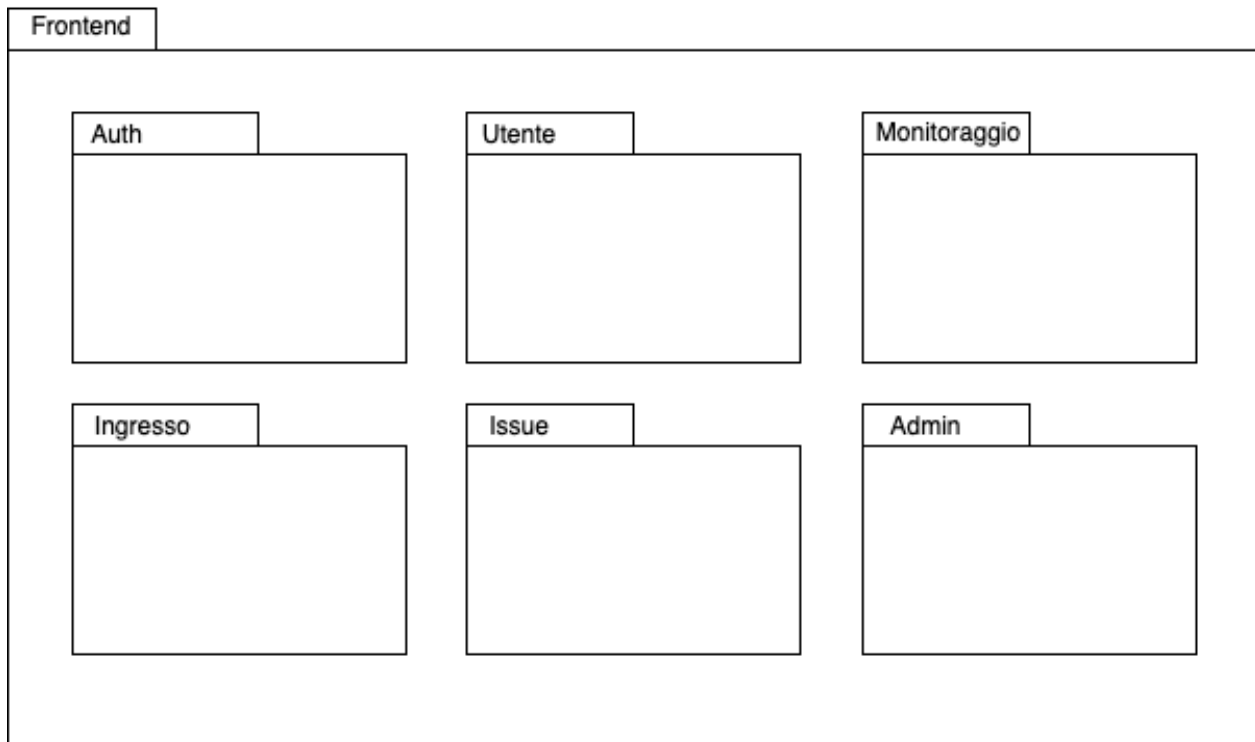 Frontend
Auth
Utente
Monitoraggio
Ingresso
Issue
Admin